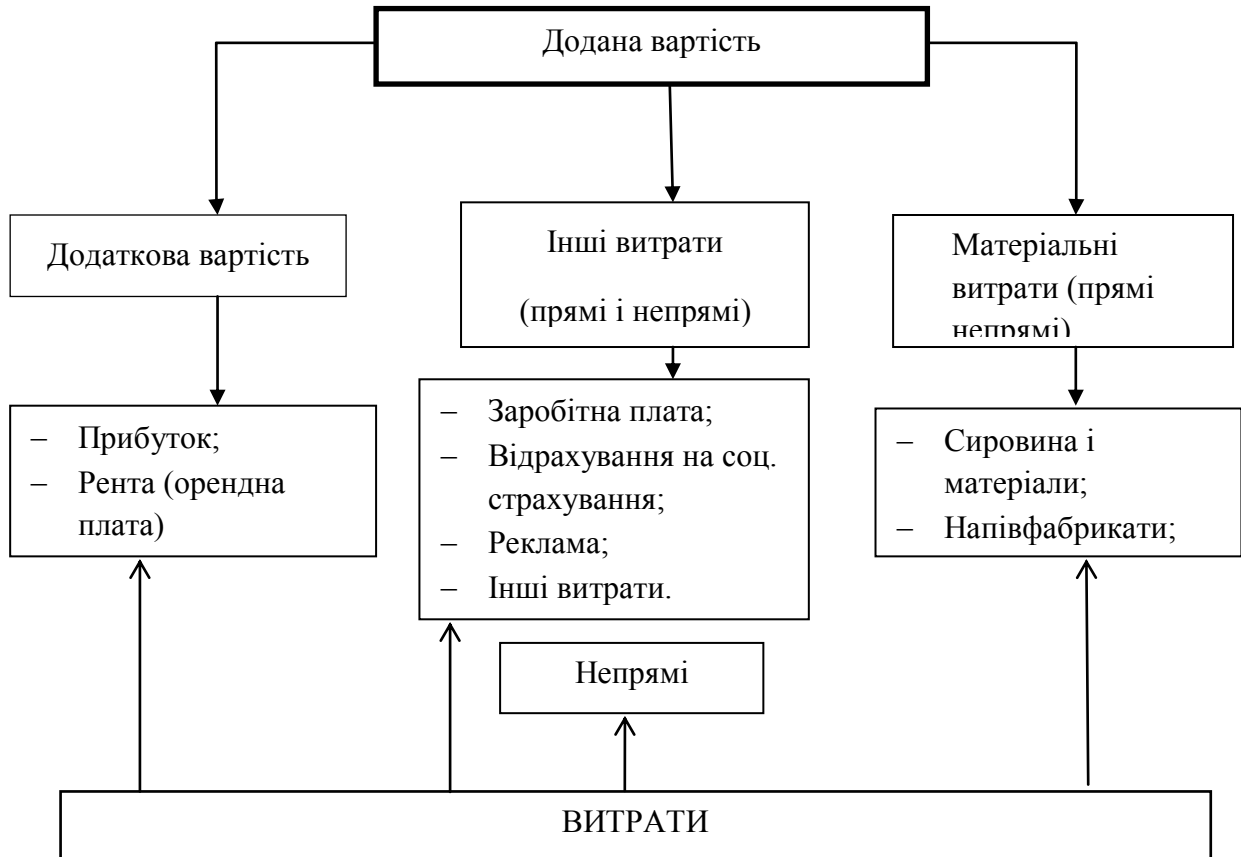 Додана вартість
Додаткова вартість
Інші витрати
(прямі і непрямі)
Матеріальні
витрати (прямі
непрямі)
– Прибуток;
– Рента (орендна
плата)
– Заробітна плата;
– Відрахування на соц.
страхування;
– Реклама;
– Інші витрати.
– Сировина і
матеріали;
– Напівфабрикати;
Непрямі
ВИТРАТИ